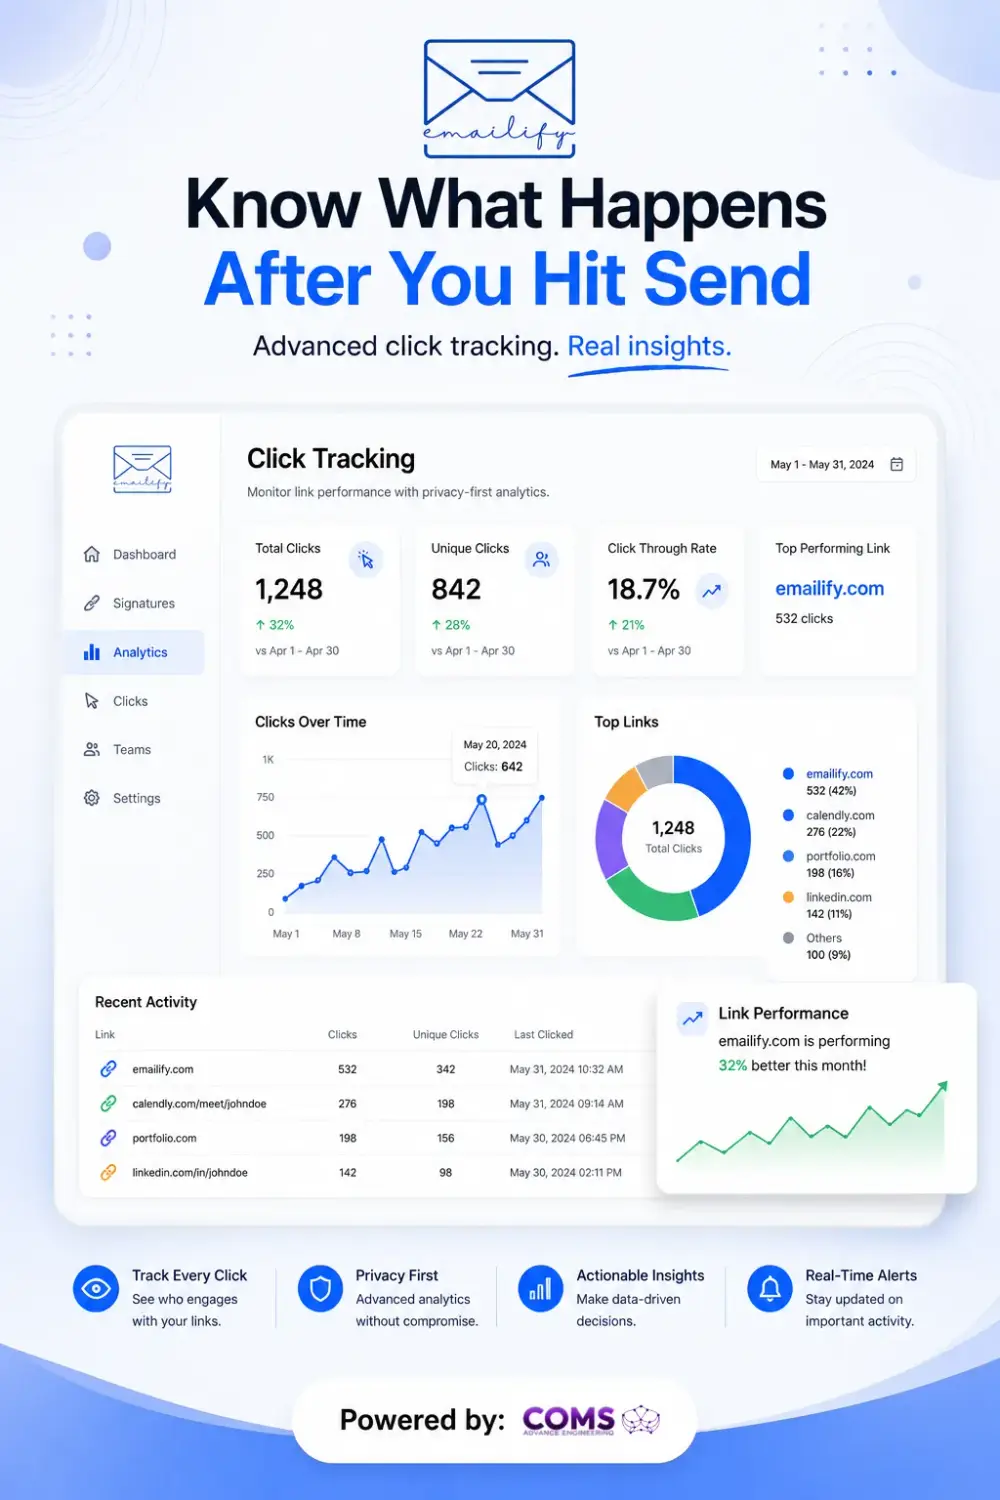 emailify
Know What Happens
After You Hit Send
Advanced click tracking. Real insights.
emailify
Dashboard
Signatures
Analytics
Clicks
Teams
Settings
Click Tracking
Monitor link performance with privacy-first analytics.
May 1 - May 31, 2024
Total Clicks
1,248
↑ 32%
vs Apr 1 - Apr 30
Unique Clicks
842
↑ 28%
vs Apr 1 - Apr 30
Click Through Rate
18.7%
↑ 21%
vs Apr 1 - Apr 30
Top Performing Link
emailify.com
532 clicks
Clicks Over Time
May 20, 2024
Clicks: 642
1K
750
500
250
0
May 1 May 8 May 15 May 22 May 31
Top Links
1,248
Total Clicks
emailify.com
532 (42%)
calendly.com
276 (22%)
portfolio.com
198 (16%)
linkedin.com
142 (11%)
Others
100 (9%)
Recent Activity
Link Clicks Unique Clicks Last Clicked
emailify.com 532 342 May 31, 2024 10:32 AM
calendly.com/meet/johndoe 276 198 May 31, 2024 09:14 AM
portfolio.com 198 156 May 30, 2024 06:45 PM
linkedin.com/in/johndoe 142 98 May 30, 2024 02:11 PM
Link Performance
emailify.com is performing
32% better this month!
Track Every Click
See who engages
with your links.
Privacy First
Advanced analytics
without compromise.
Actionable Insights
Make data-driven
decisions.
Real-Time Alerts
Stay updated on
important activity.
Powered by: COMS
ADVANCE ENGINEERING